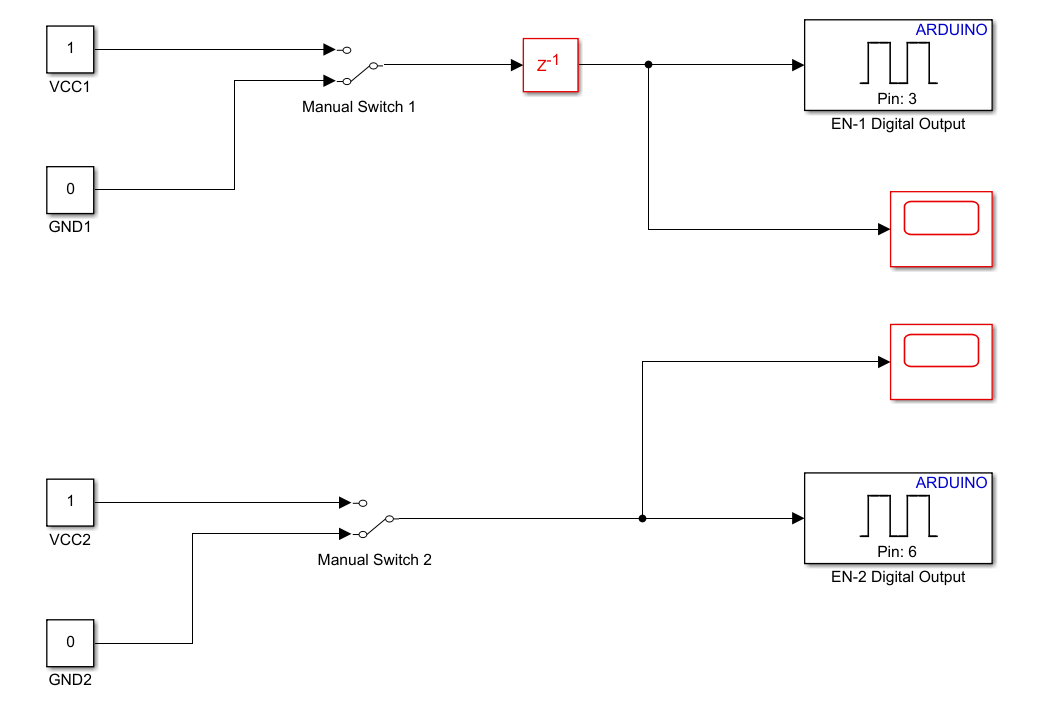 1
VCC1
Manual Switch 1
Z-1
ARDUINO
Pin: 3
EN-1 Digital Output
0
GND1
1
VCC2
Manual Switch 2
ARDUINO
Pin: 6
EN-2 Digital Output
0
GND2